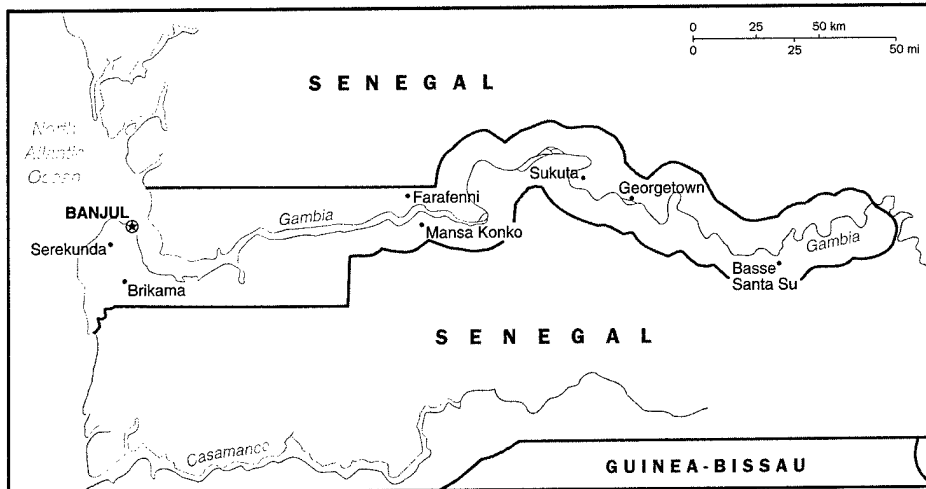 0 25 50 km
0 25 50 mi
SENEGAL
North
Atlantic
Ocean
Sukuta
Georgetown
Farafenni
BANJUL
Gambia
Mansa Konko
Serekunda
Gambia
Basse
Santa Su
Brikama
SENEGAL
Casamance
GUINEA-BISSAU